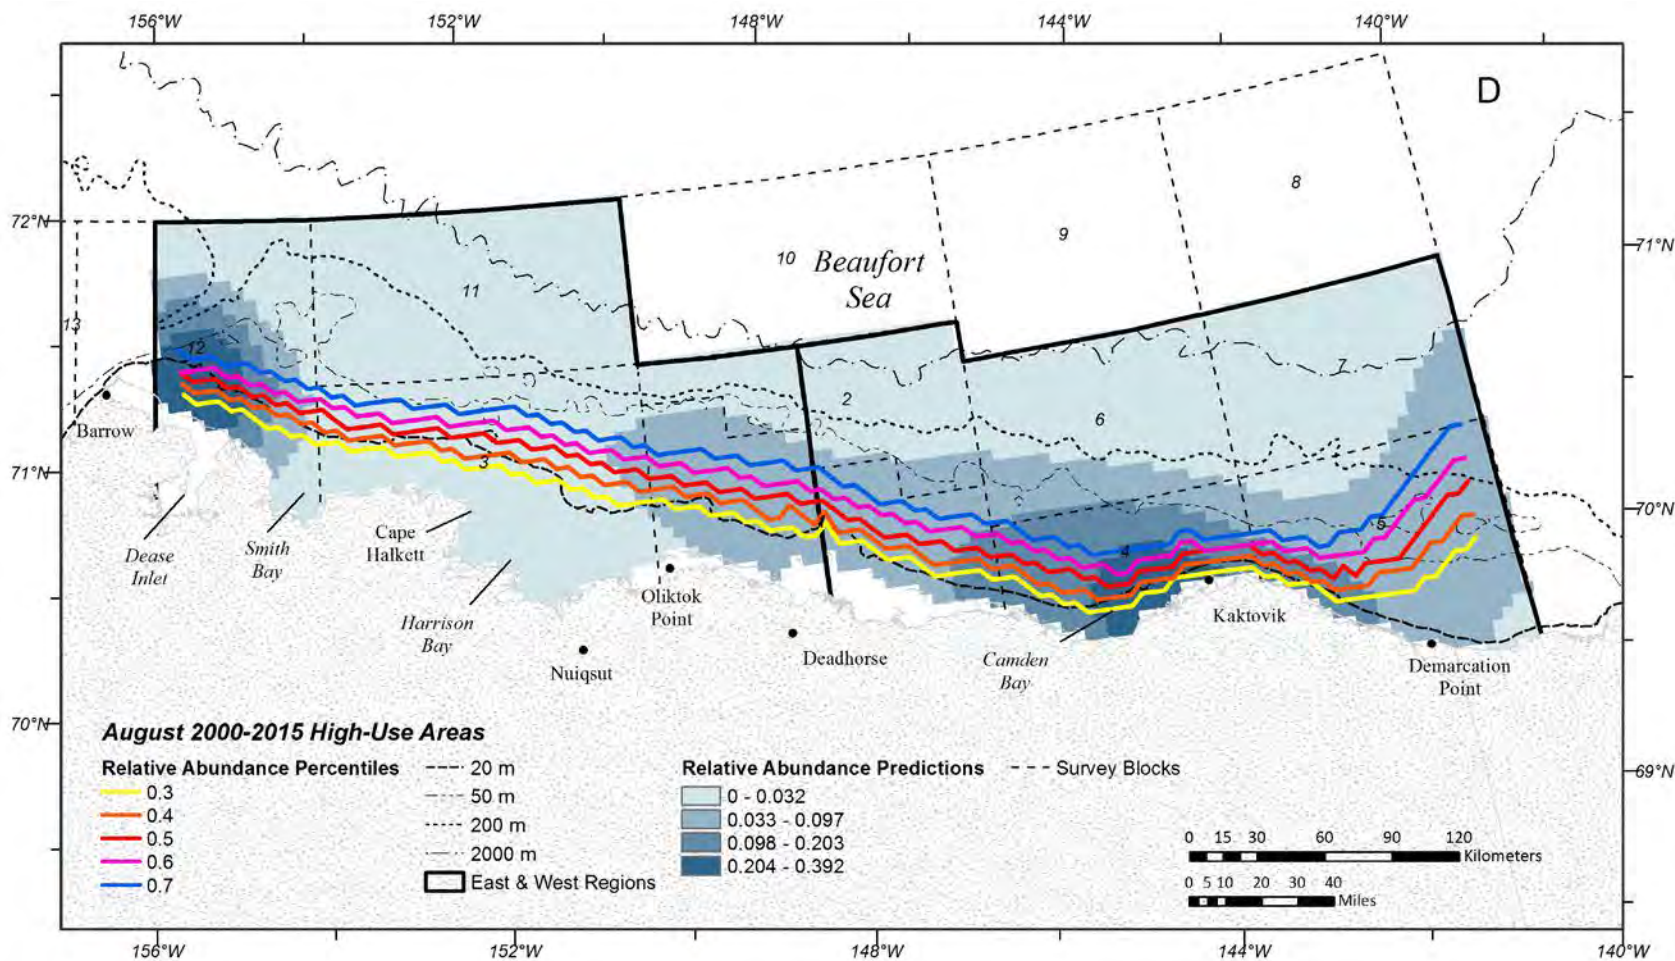 156°W 152°W 148°W 144°W 140°W
D
8
72°N
71°N
9
10 Beaufort
Sea
11
13
12
7
2
6
Barrow
71°N
3
1
70°N
5
4
Dease
Inlet
Smith
Bay
Cape
Halkett
Harrison
Bay
Oliktok
Point
Nuiqsut
Deadhorse
Camden
Bay
Kaktovik
Demarcation
Point
70°N
69°N
August 2000-2015 High-Use Areas
Relative Abundance Percentiles
0.3
0.4
0.5
0.6
0.7
20 m
50 m
200 m
2000 m
East & West Regions
Relative Abundance Predictions
0 - 0.032
0.033 - 0.097
0.098 - 0.203
0.204 - 0.392
Survey Blocks
0 15 30 60 90 120
Kilometers
0 5 10 20 30 40
Miles
156°W 152°W 148°W 144°W 140°W